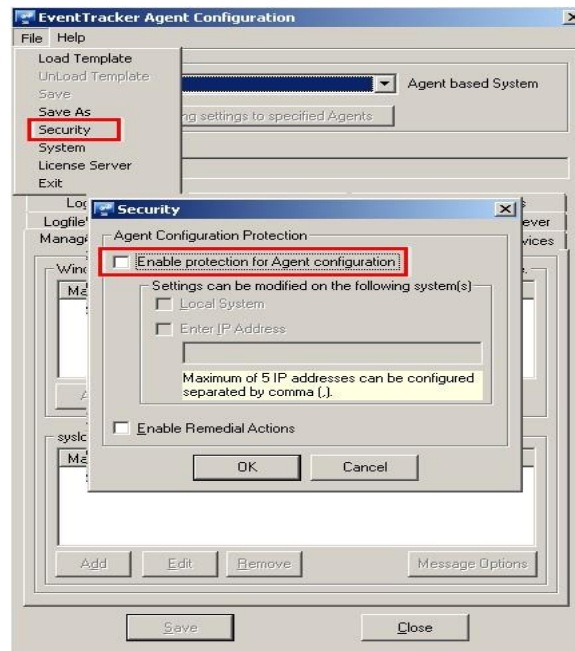 EventTracker Agent Configuration
File Help
Load Template
UnLoad Template
Save
Save As
Security
System
License Server
Exit
Agent based System
settings to specified Agents
Security
Agent Configuration Protection
Enable protection for Agent configuration
Settings can be modified on the following system(s)
Local System
Enter IP Address
Maximum of 5 IP addresses can be configured
separated by comma (,).
Enable Remedial Actions
OK Cancel
Add Edit Remove Message Options
Save Close